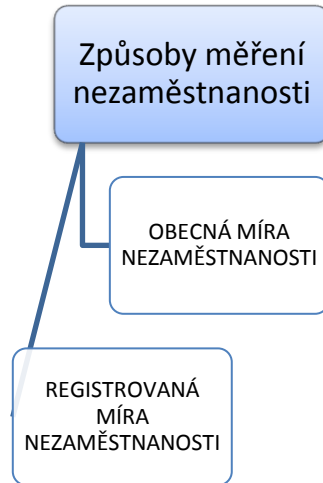 Způsoby měření
nezaměstnanosti
OBECNÁ MÍRA
NEZAMĚSTNANOSTI
REGISTROVANÁ
MÍRA
NEZAMĚSTNANOSTI